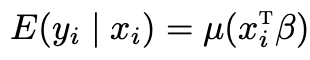 E(y_i | x_i) = μ(x_i^T β)